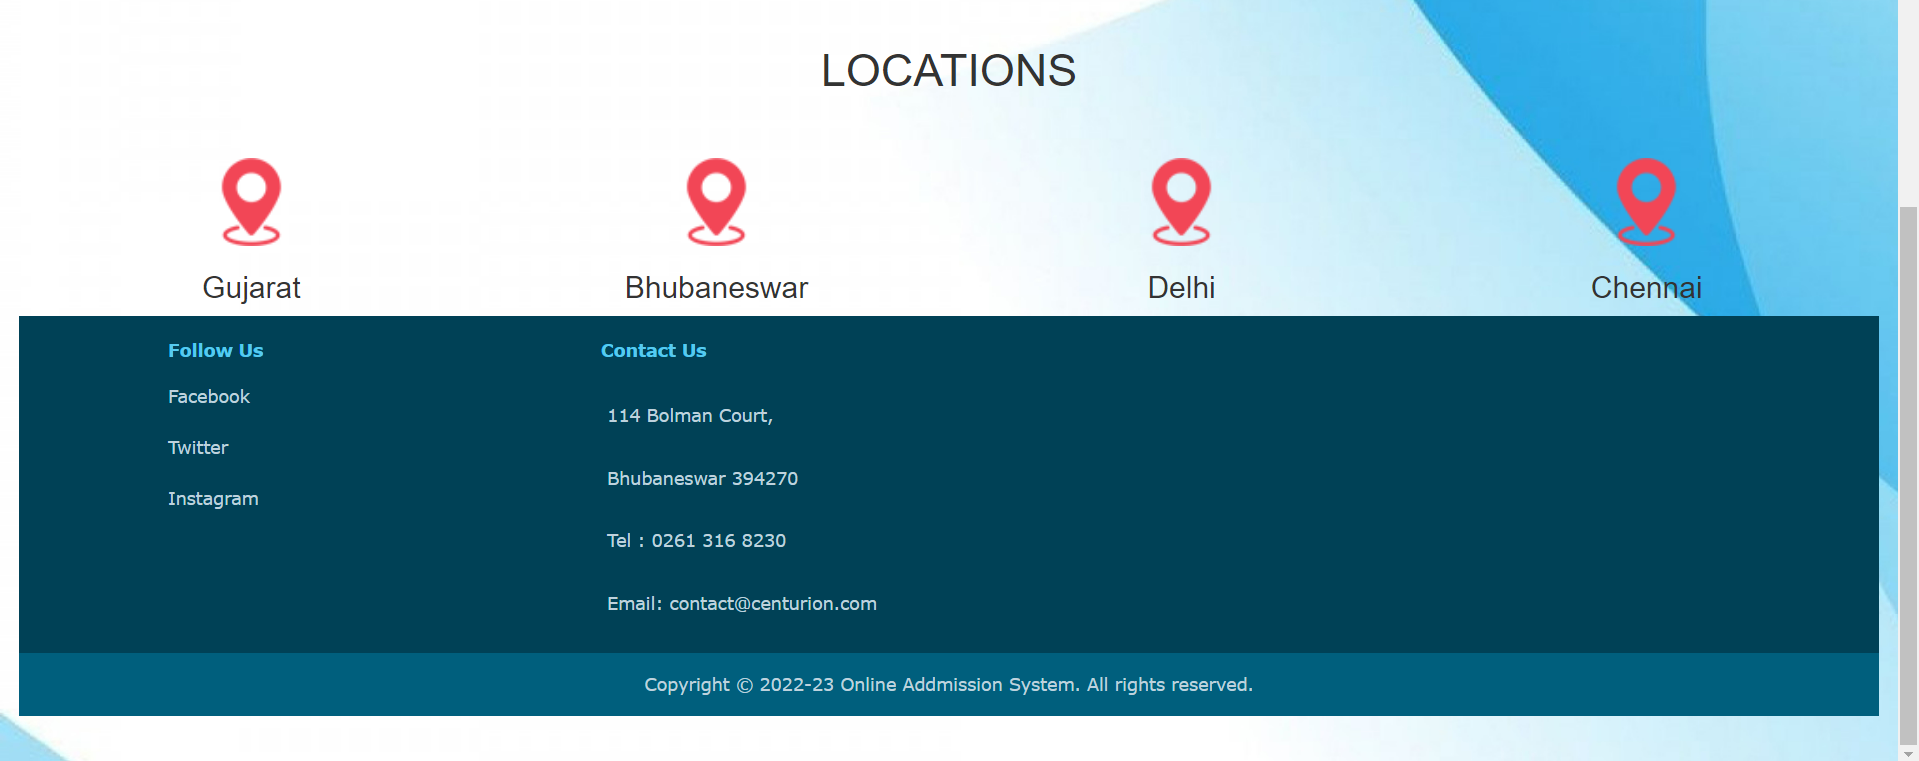 LOCATIONS
Gujarat
Bhubaneswar
Delhi
Chennai
Follow Us
Facebook
Twitter
Instagram
Contact Us
114 Bolman Court,
Bhubaneswar 394270
Tel : 0261 316 8230
Email: contact@centurion.com
Copyright © 2022-23 Online Addmission System. All rights reserved.